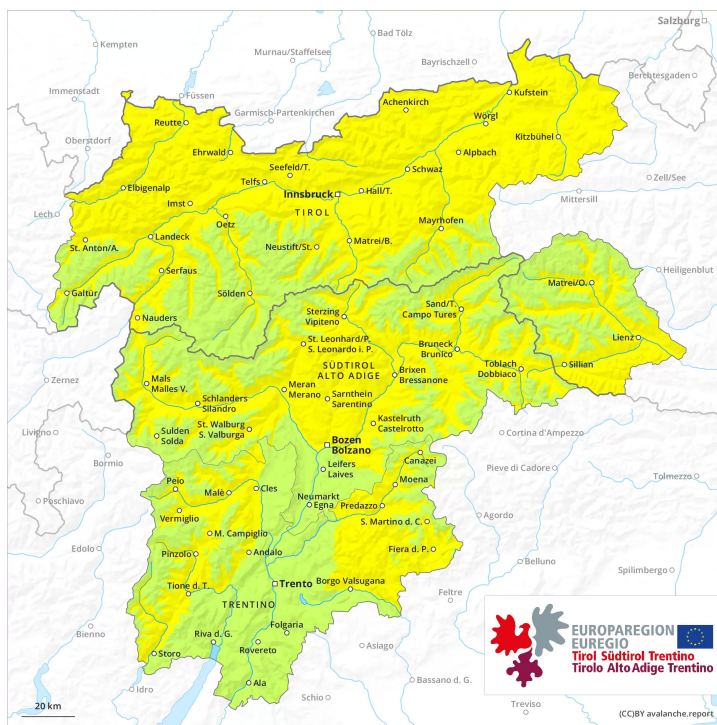 Salzburg
Kempten
Bad Tölz
Murnau/Staffelsee
Bayrischzell
Berchtesgaden
Immenstadt
Füssen
Garmisch-Partenkirchen
Achenkirch
Kufstein
Reutte
Wörgl
Oberstdorf
Kitzbühel
Ehrwald
Seefeld/T.
Alpbach
Telfs
Schwaz
Zell/See
Elbigenalp
Innsbruck
Hall/T.
Mittersill
Lech
Imst
TIROL
Mayrhofen
St. Anton/A.
Landeck
Oetz
Neustift/St.
Matrei/B.
Serfaus
Heiligenblut
Galtür
Sölden
Matrei/O.
Nauders
Sterzing
Vipiteno
Sand/T.
Campo Tures
St. Leonhard/P.
S. Leonardo i. P.
Bruneck
Brunico
Lienz
Zernez
Mals
Malles V.
SÜDTIROL
ALTO ADIGE
Brixen
Bressanone
Toblach
Dobbiaco
Sillian
Meran
Merano
Schlanders
Silandro
Sarnthein
Sarentino
St. Walburg
S. Valburga
Kastelruth
Castelrotto
Livigno
Sulden
Solda
Bozen
Bolzano
Cortina d'Ampezzo
Bormio
Leifers
Laives
Canazei
Pieve di Cadore
Tolmezzo
Poschiavo
Peio
Malè
Cles
Neumarkt
Egna
Moena
Predazzo
Vermiglio
S. Martino d. C.
Agordo
Edolo
M. Campiglio
Pinzolo
Andalo
Fiera d. P.
Belluno
Spilimbergo
Tione d. T.
Trento
Borgo Valsugana
Feltre
TRENTINO
Folgaria
Bienno
Riva d. G.
Rovereto
Asiago
Storo
Bassano d. G.
Idro
Ala
Schio
Treviso
EUROPAREGION
EUREGIO
Tirol Südtirol Trentino
Tirolo Alto Adige Trentino
20 km
(CC)BY avalanche.report